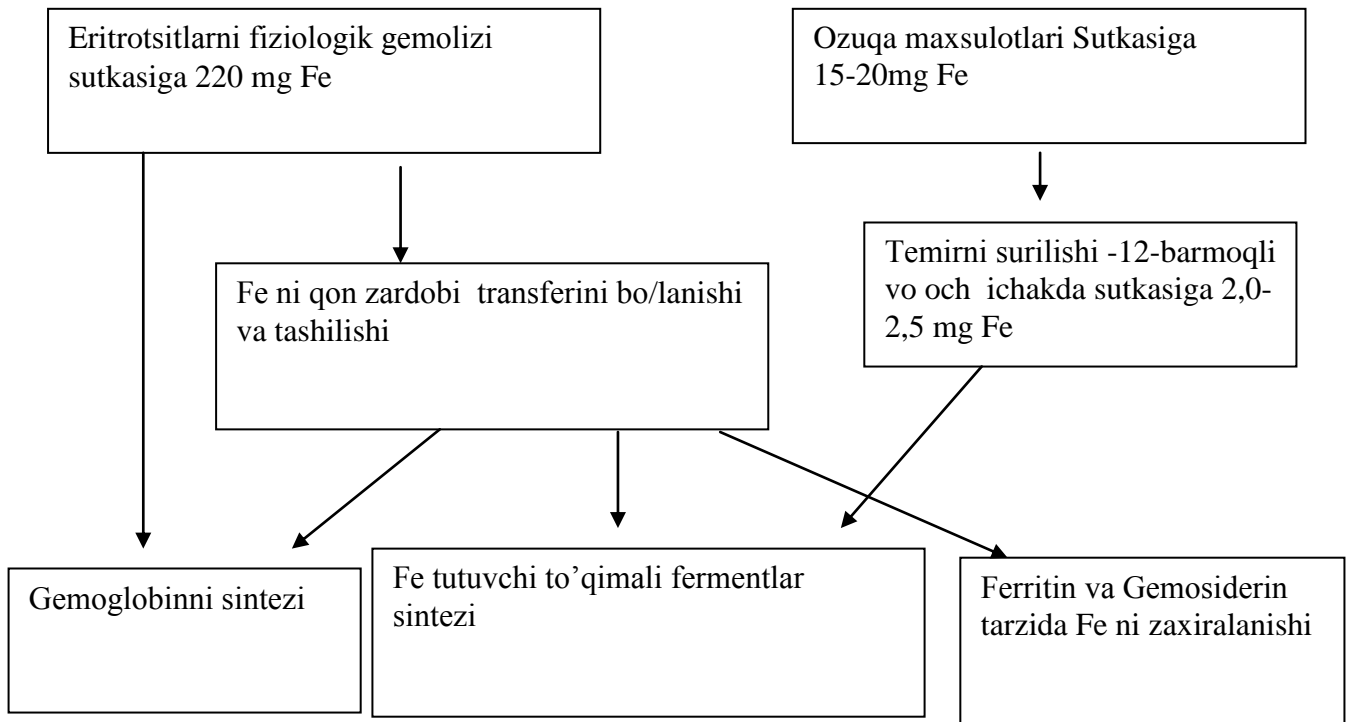 Eritrotsitlarni fiziologik gemolizi
sutkasiga 220 mg Fe
Ozuqa maxsulotlari Sutkasiga
15-20mg Fe
Fe ni qon zardobi transferini bo/lanishi
va tashilishi
Temirni surilishi -12-barmoqli
vo och ichakda sutkasiga 2,0-
2,5 mg Fe
Gemoglobinni sintezi
Fe tutuvchi to’qimali fermentlar
sintezi
Ferritin va Gemosiderin
tarzida Fe ni zaxiralanishi